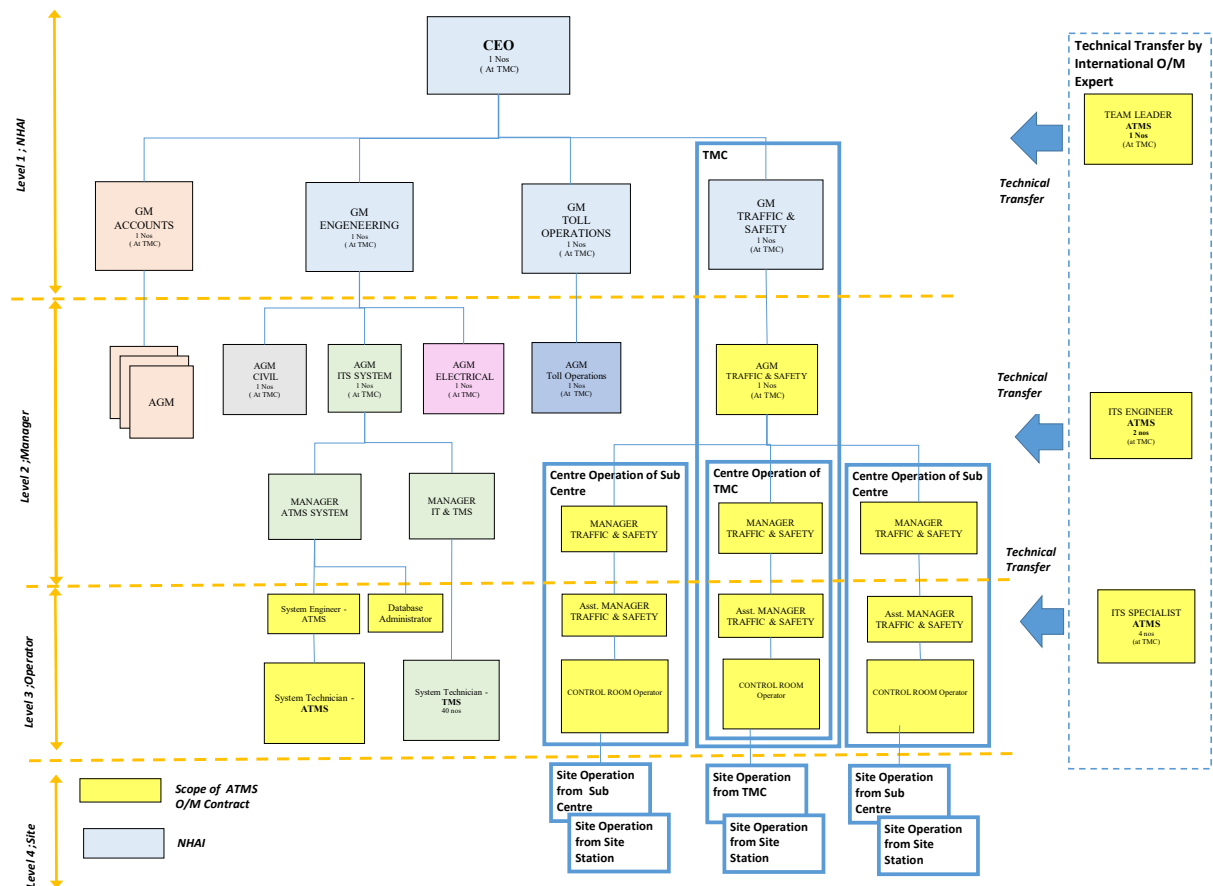 CEO
1 Nos
( At TMC)
Technical Transfer by
International O/M
Expert
TEAM LEADER
ATMS
1 Nos
(At TMC)
Level 1 ; NHAI
TMC
Technical
Transfer
GM
ACCOUNTS
1 Nos
( At TMC)
GM
ENGENEERING
1 Nos
( At TMC)
GM
TOLL
OPERATIONS
1 Nos
( At TMC)
GM
TRAFFIC &
SAFETY
1 Nos
(At TMC)
Level 2 ;Manager
AGM
AGM
CIVIL
1 Nos
( At TMC)
AGM
ITS SYSTEM
1 Nos
( At TMC)
AGM
ELECTRICAL
1 Nos
( At TMC)
AGM
Toll Operations
1 Nos
(At TMC)
AGM
TRAFFIC & SAFETY
1 Nos
(At TMC)
Technical
Transfer
ITS ENGINEER
ATMS
2 nos
(at TMC)
MANAGER
ATMS SYSTEM
MANAGER
IT & TMS
Centre Operation of Sub
Centre
MANAGER
TRAFFIC & SAFETY
Centre Operation of
TMC
MANAGER
TRAFFIC & SAFETY
Centre Operation of Sub
Centre
MANAGER
TRAFFIC & SAFETY
Technical
Transfer
Level 3 ;Operator
System Engineer -
ATMS
Database
Administrator
Asst. MANAGER
TRAFFIC & SAFETY
Asst. MANAGER
TRAFFIC & SAFETY
Asst. MANAGER
TRAFFIC & SAFETY
ITS SPECIALIST
ATMS
4 nos
(at TMC)
System Technician -
ATMS
System Technician -
TMS
40 nos
CONTROL ROOM Operator
CONTROL ROOM
Operator
CONTROL ROOM Operator
Level 4 ;Site
Scope of ATMS
O/M Contract
NHAI
Site Operation
from Sub
Centre
Site Operation
from Site
Station
Site Operation
from TMC
Site Operation
from Site
Station
Site Operation
from Sub
Centre
Site Operation
from Site
Station